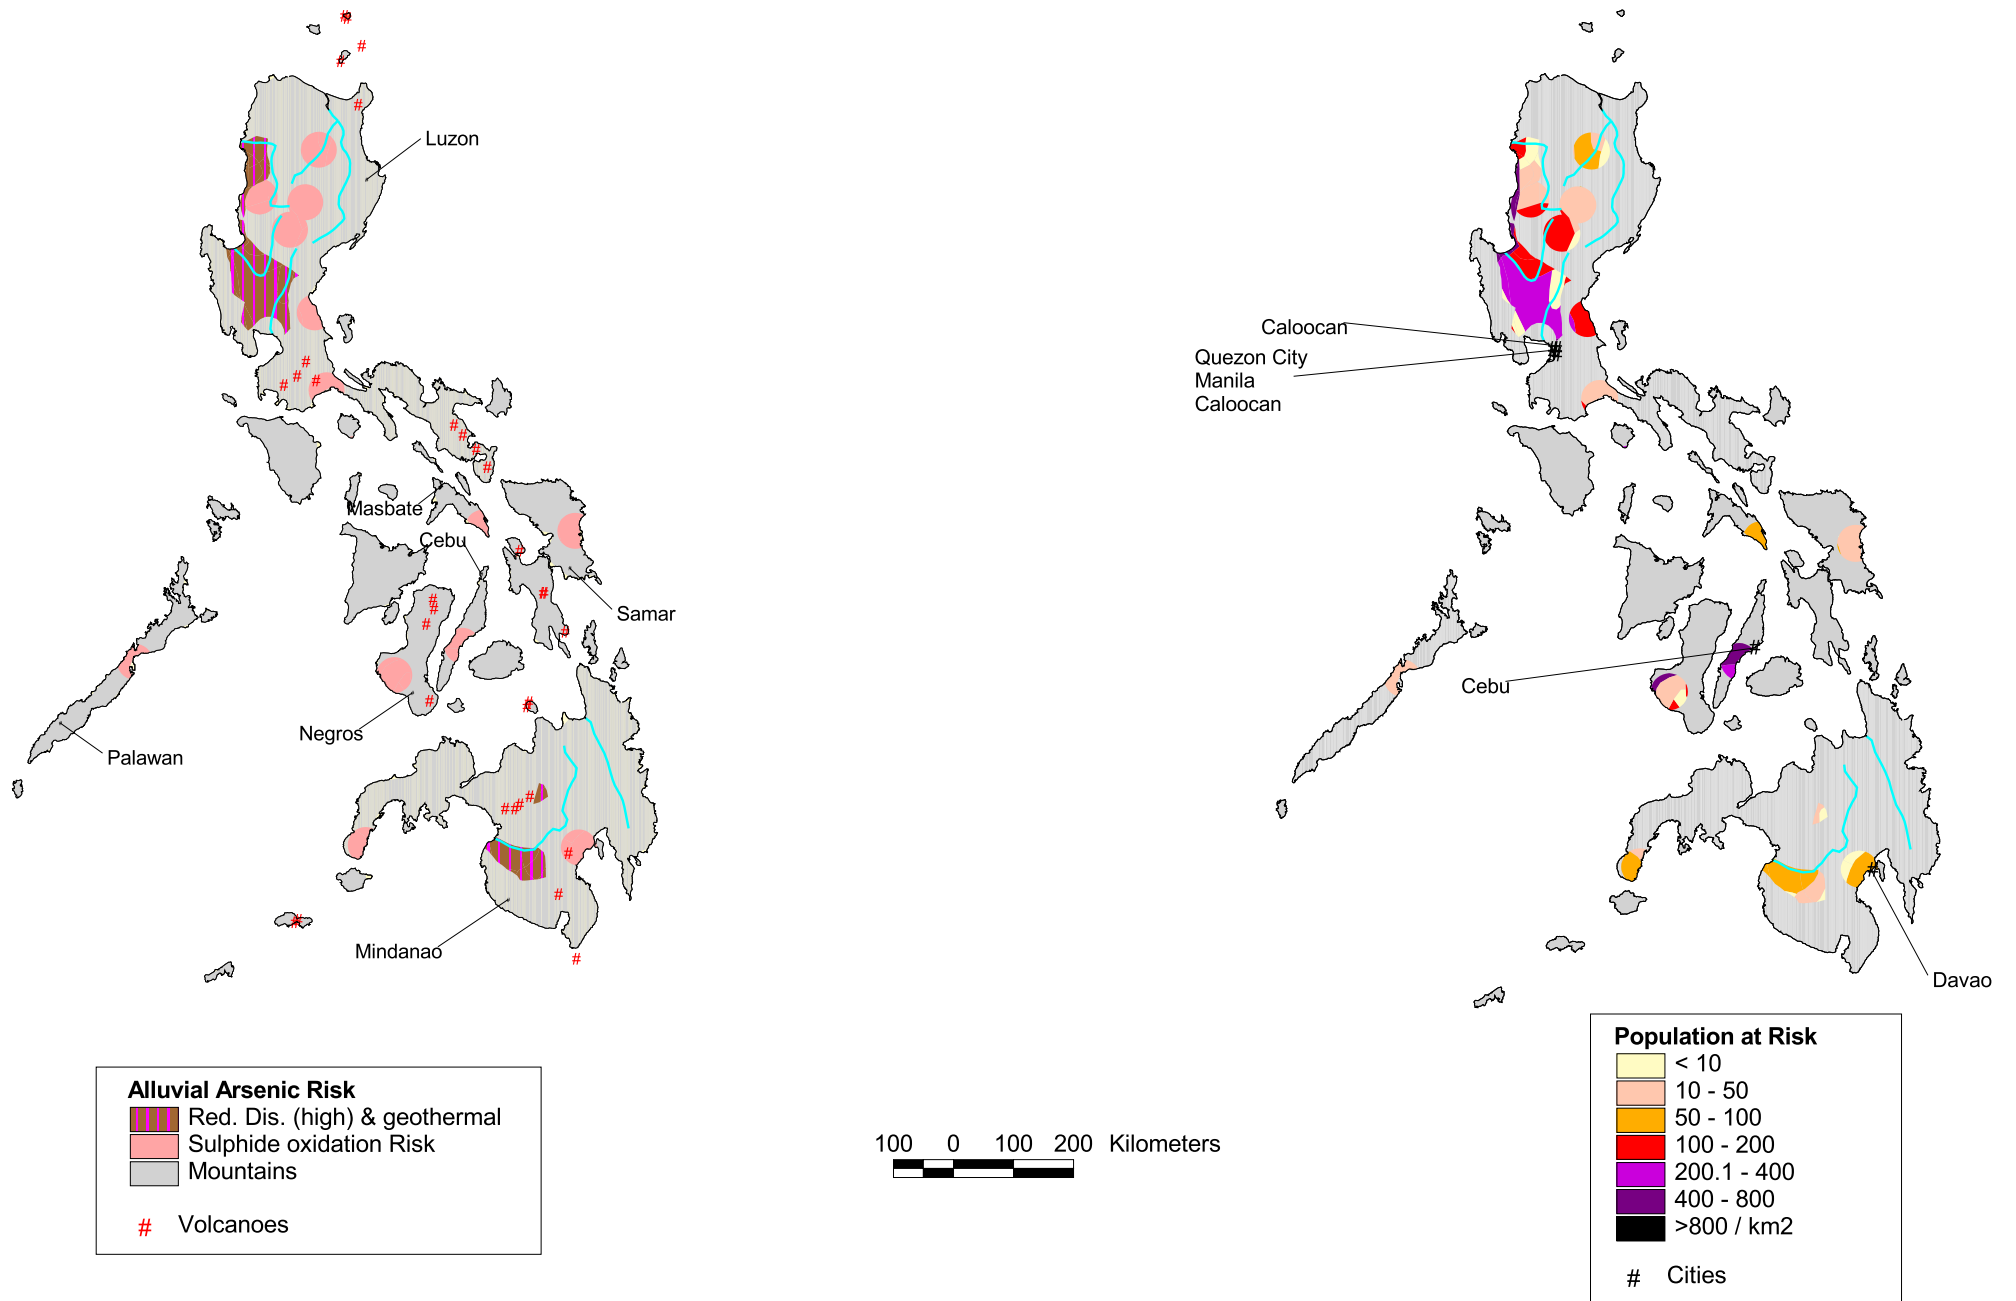 Luzon
Masbate
Cebu
Samar
Negros
Palawan
Mindanao
Alluvial Arsenic Risk
Red. Dis. (high) & geothermal
Sulphide oxidation Risk
Mountains
# Volcanoes
100 0 100 200 Kilometers
Caloocan
Quezon City
Manila
Caloocan
Cebu
Davao
Population at Risk
< 10
10 - 50
50 - 100
100 - 200
200.1 - 400
400 - 800
>800 / km2
# Cities